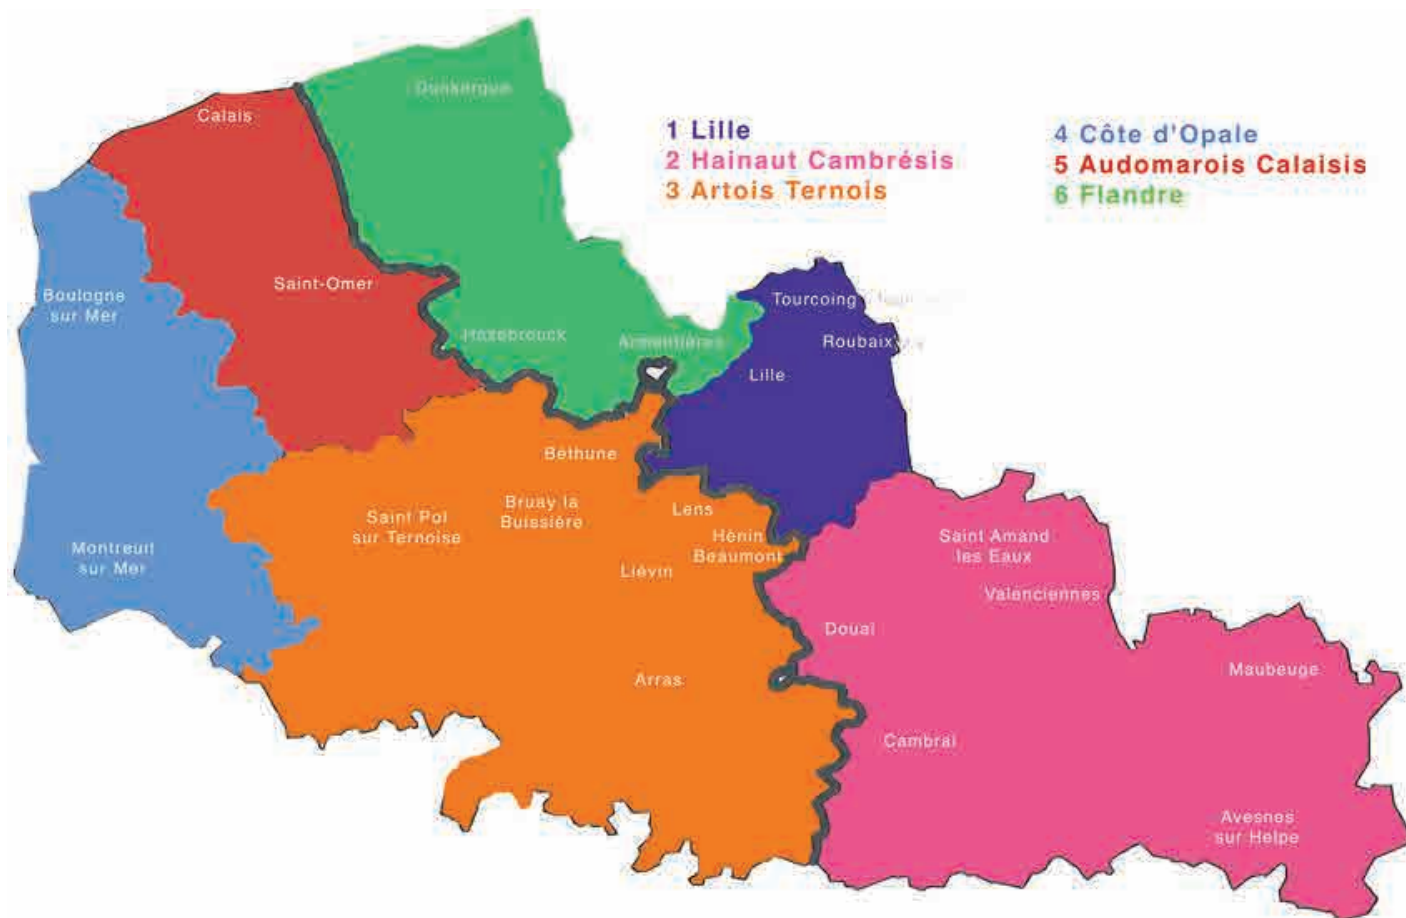 Dunkerque
Calais
1 Lille
2 Hainaut Cambrésis
3 Artois Ternois
4 Côte d'Opale
5 Audomarois Calaisis
6 Flandre
Saint-Omer
Boulogne
sur Mer
Tourcoing
Hazebrouck
Armentières
Roubaix
Lille
Béthune
Bruay la
Buissière
Lens
Saint Pol
sur Ternoise
Hénin
Beaumont
Saint Amand
les Eaux
Montreuil
sur Mer
Liévin
Valenciennes
Douai
Maubeuge
Arras
Cambrai
Avesnes
sur Helpe